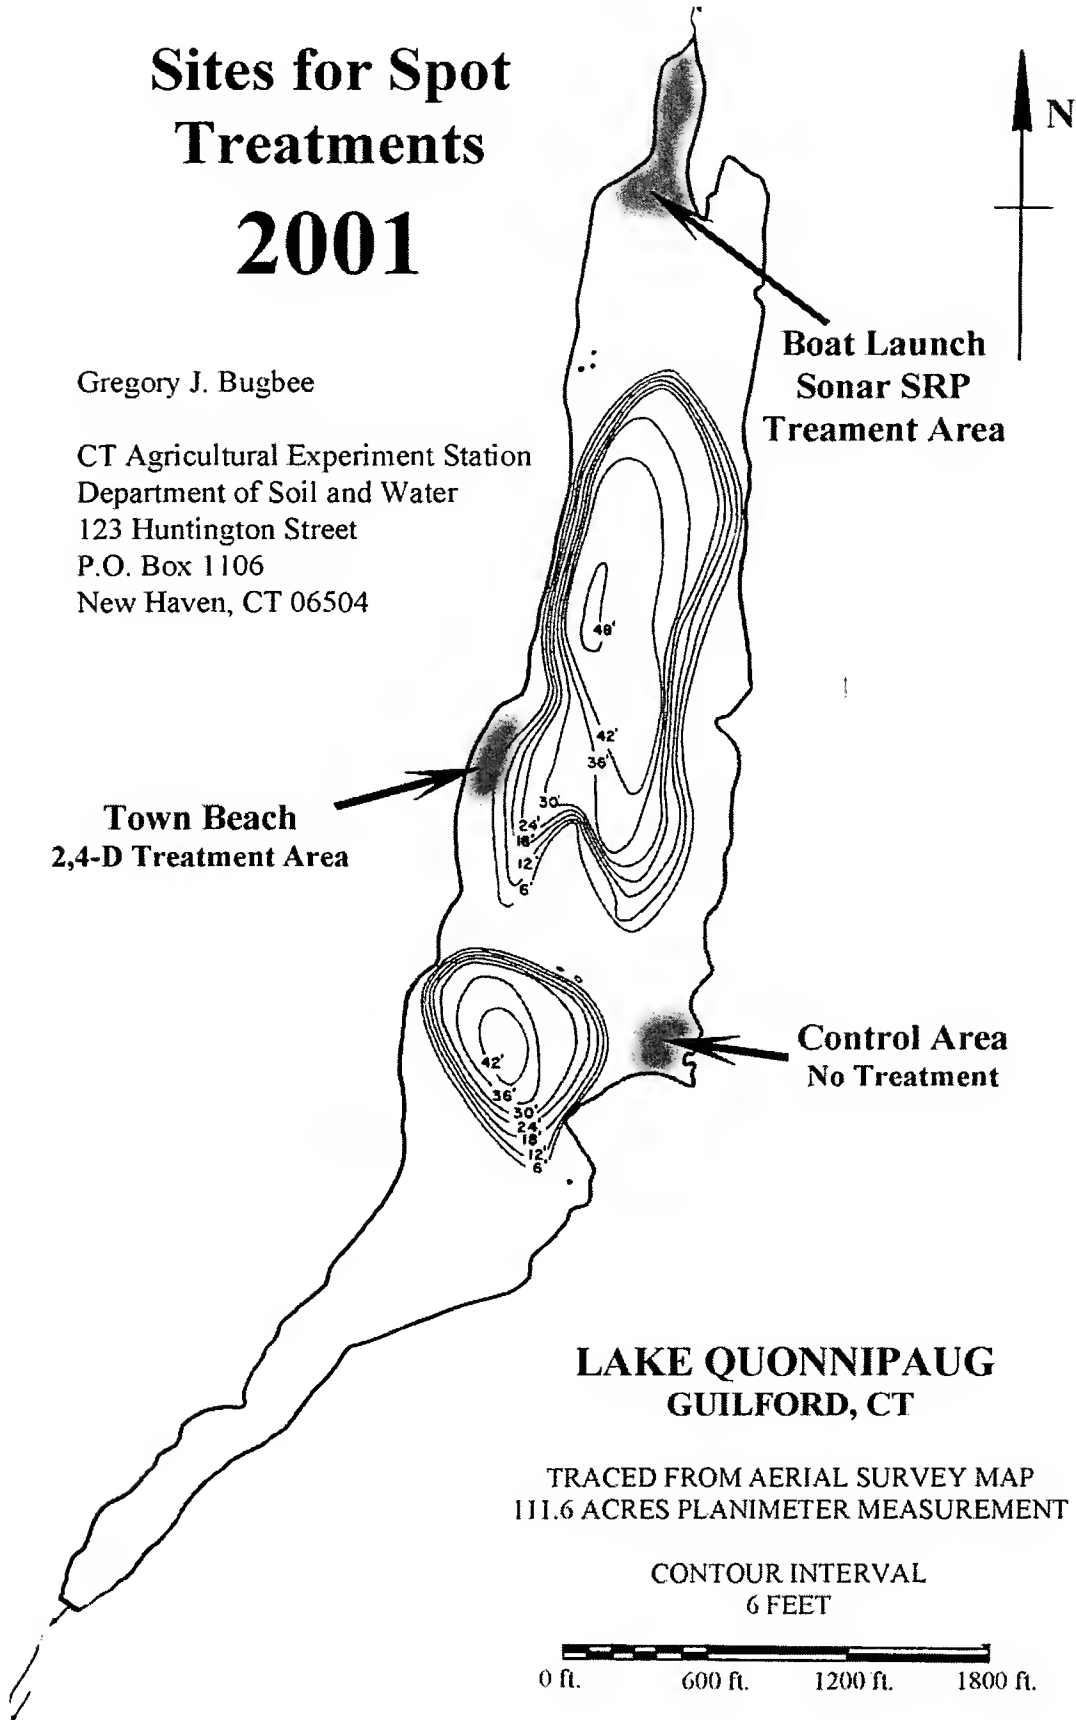 Sites for Spot
Treatments
2001
N
Boat Launch
Sonar SRP
Treament Area
Gregory J. Bugbee
CT Agricultural Experiment Station
Department of Soil and Water
123 Huntington Street
P.O. Box 1106
New Haven, CT 06504
48'
42'
36'
30'
24'
18'
12'
6'
Town Beach
2,4-D Treatment Area
Control Area
No Treatment
42'
36'
30'
24'
18'
12'
6'
LAKE QUONNIPAUG
GUILFORD, CT
TRACED FROM AERIAL SURVEY MAP
111.6 ACRES PLANIMETER MEASUREMENT
CONTOUR INTERVAL
6 FEET
0 ft. 600 ft. 1200 ft. 1800 ft.